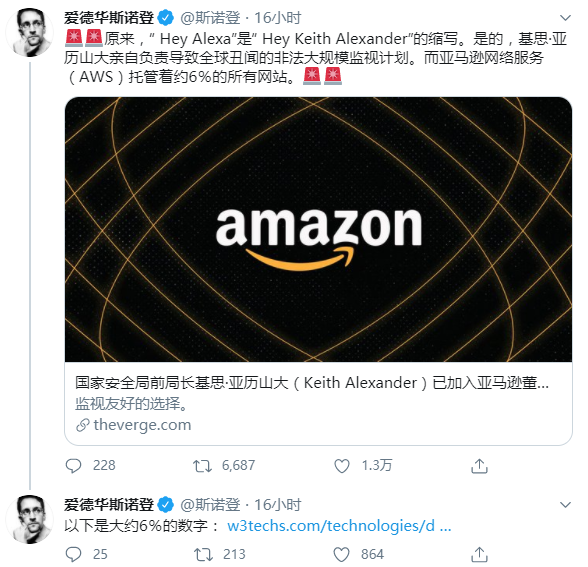 爱德华斯诺登 @斯诺登 · 16小时
🚨🚨原来，“ Hey Alexa”是“ Hey Keith Alexander”的缩写。是的，基思·亚
历山大亲自负责导致全球丑闻的非法大规模监视计划。而亚马逊网络服务
（AWS）托管着约6％的所有网站。🚨🚨
amazon
国家安全局前局长基思·亚历山大（Keith Alexander）已加入亚马逊董...
监视友好的选择。
theverge.com
228 6,687 1.3万
爱德华斯诺登 @斯诺登 · 16小时
以下是大约6％的数字： w3techs.com/technologies/d ...
25 213 864